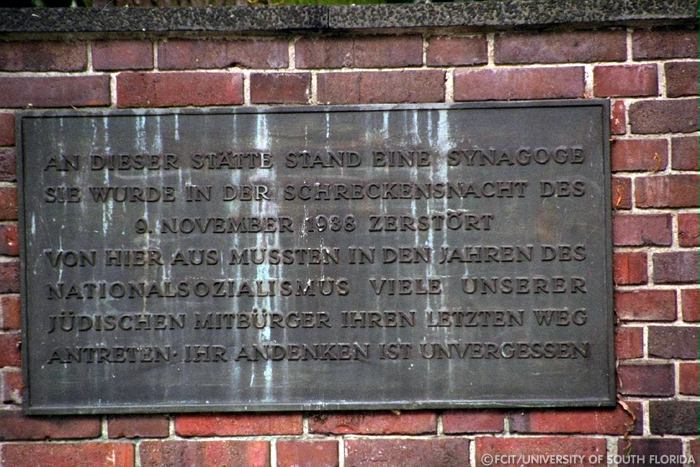 AN DIESER STÄTTE STAND EINE SYNAGOGE
SIE WURDE IN DER SCHRECKENSNACHT DES
9. NOVEMBER 1938 ZERSTÖRT
VON HIER AUS MUSSTEN IN DEN JAHREN DES
NATIONALSOZIALISMUS VIELE UNSERER
JÜDISCHEN MITBÜRGER IHREN LETZTEN WEG
ANTRETEN · IHR ANDENKEN IST UNVERGESSEN
©FCIT/UNIVERSITY OF SOUTH FLORIDA